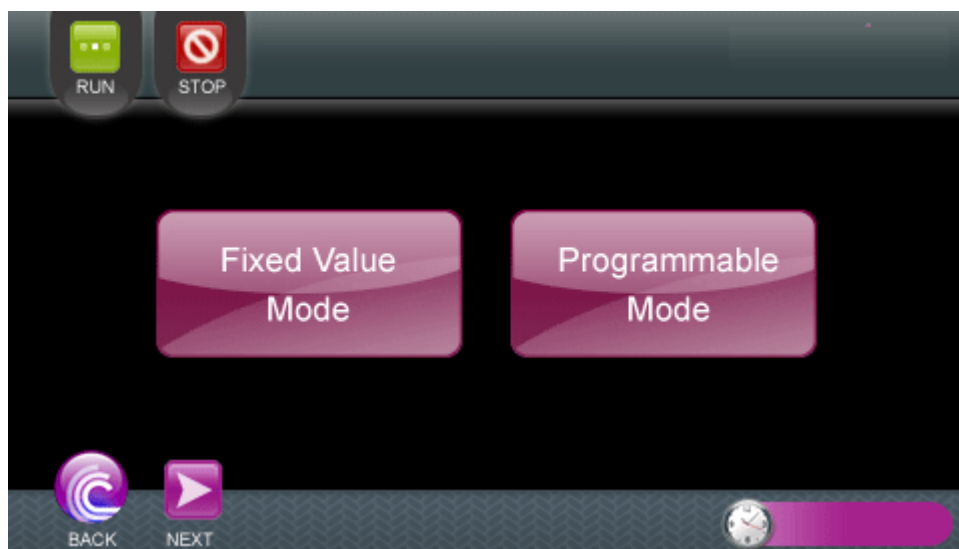 RUN
STOP
Fixed Value
Mode
Programmable
Mode
BACK
NEXT